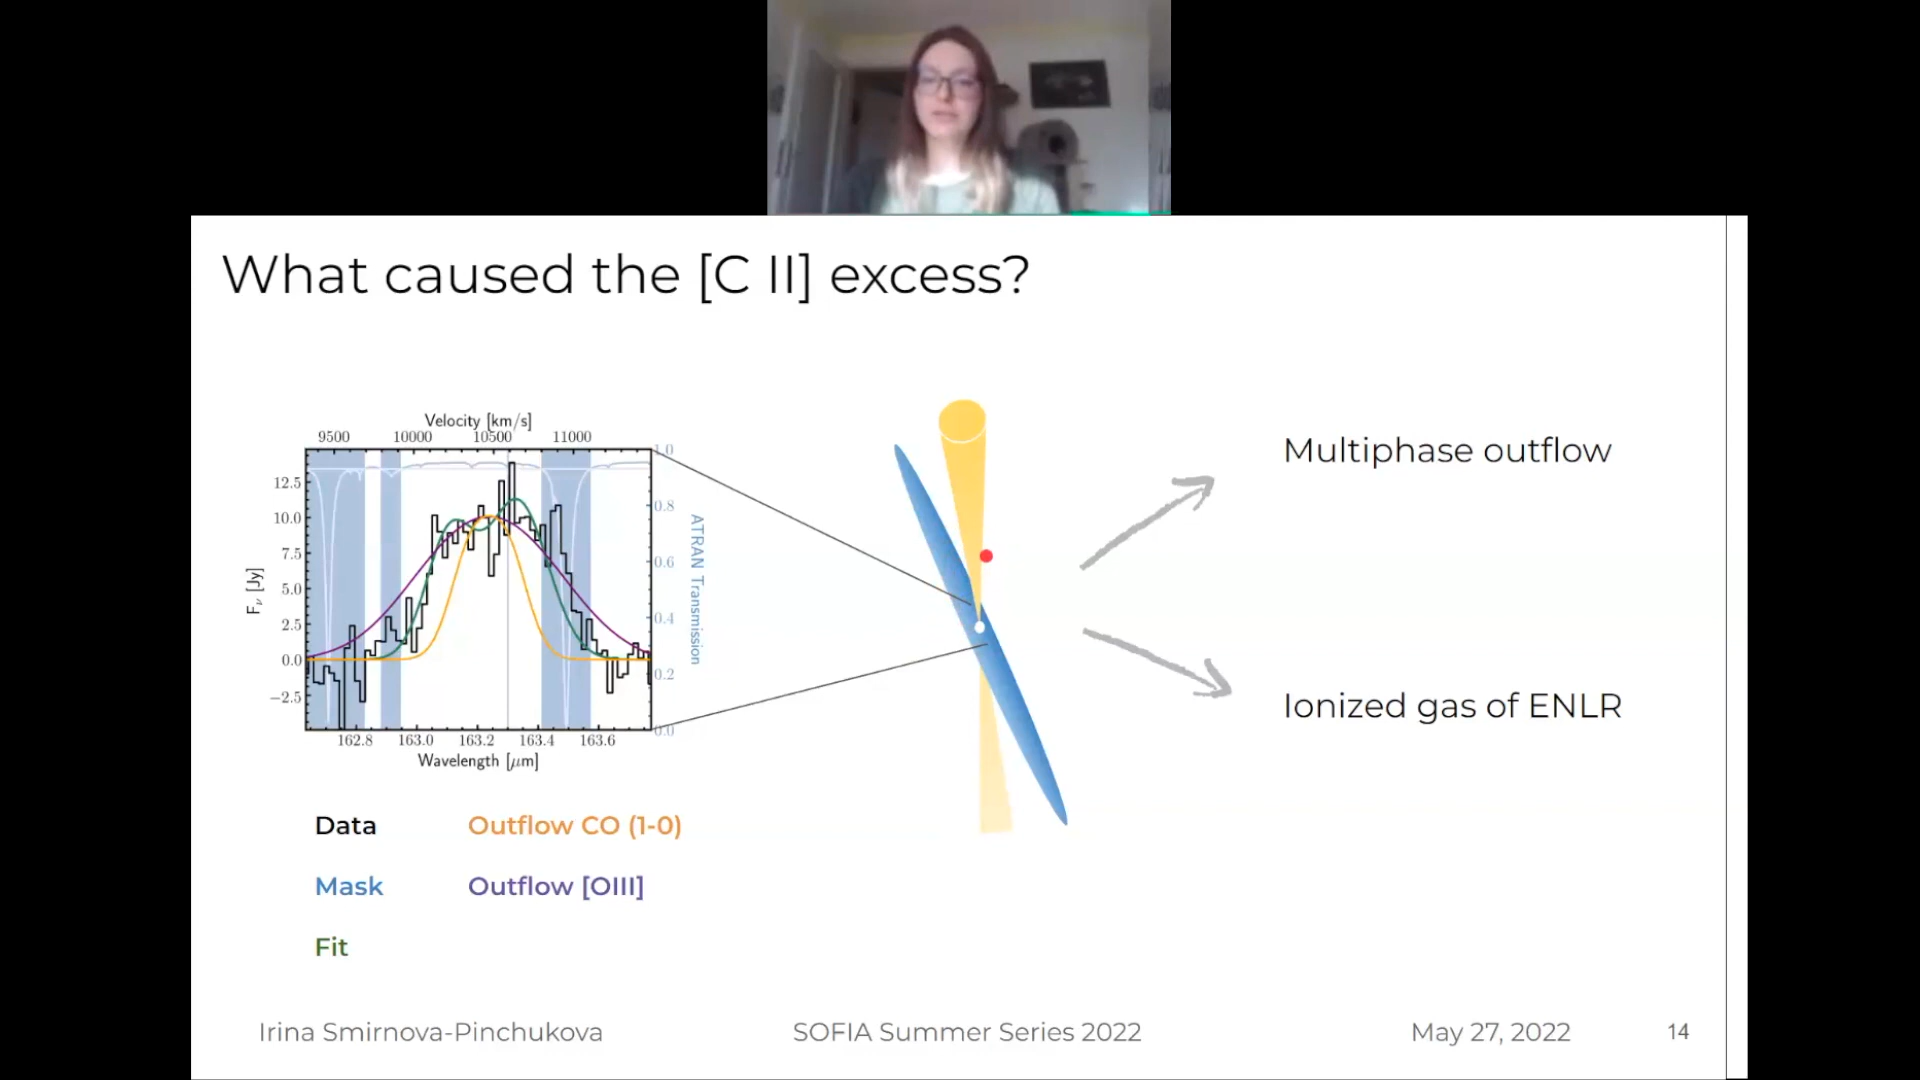 What caused the [C II] excess?
Velocity [km/s]
9500 10000 10500 11000
12.5
10.0
7.5
5.0
2.5
0.0
−2.5
Fν [Jy]
1.0
0.8
0.6
0.4
0.2
0.0
ATRAN Transmission
162.8 163.0 163.2 163.4 163.6
Wavelength [μm]
Multiphase outflow
Ionized gas of ENLR
Data Outflow CO (1-0)
Mask Outflow [OIII]
Fit
Irina Smirnova-Pinchukova SOFIA Summer Series 2022 May 27, 2022 14